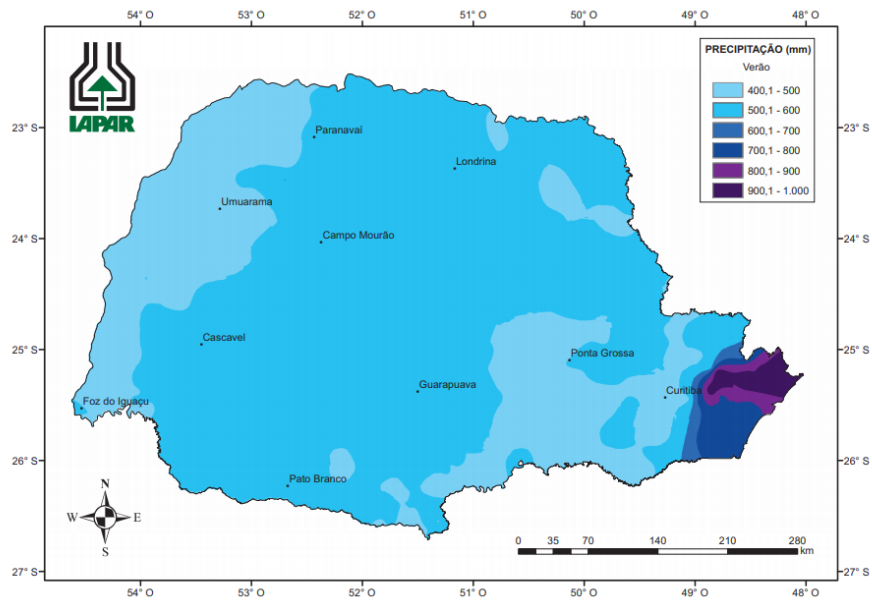 54° O 53° O 52° O 51° O 50° O 49° O 48° O
IAPAR
PRECIPITAÇÃO (mm)
Verão
400,1 - 500
500,1 - 600
600,1 - 700
700,1 - 800
800,1 - 900
900,1 - 1.000
23° S 23° S
Paranavaí
Londrina
Umuarama
24° S 24° S
Campo Mourão
Cascavel
25° S 25° S
Ponta Grossa
Guarapuava
Curitiba
Foz do Iguaçu
26° S 26° S
Pato Branco
N
W E
S
0 35 70 140 210 280
km
27° S 27° S
54° O 53° O 52° O 51° O 50° O 49° O 48° O